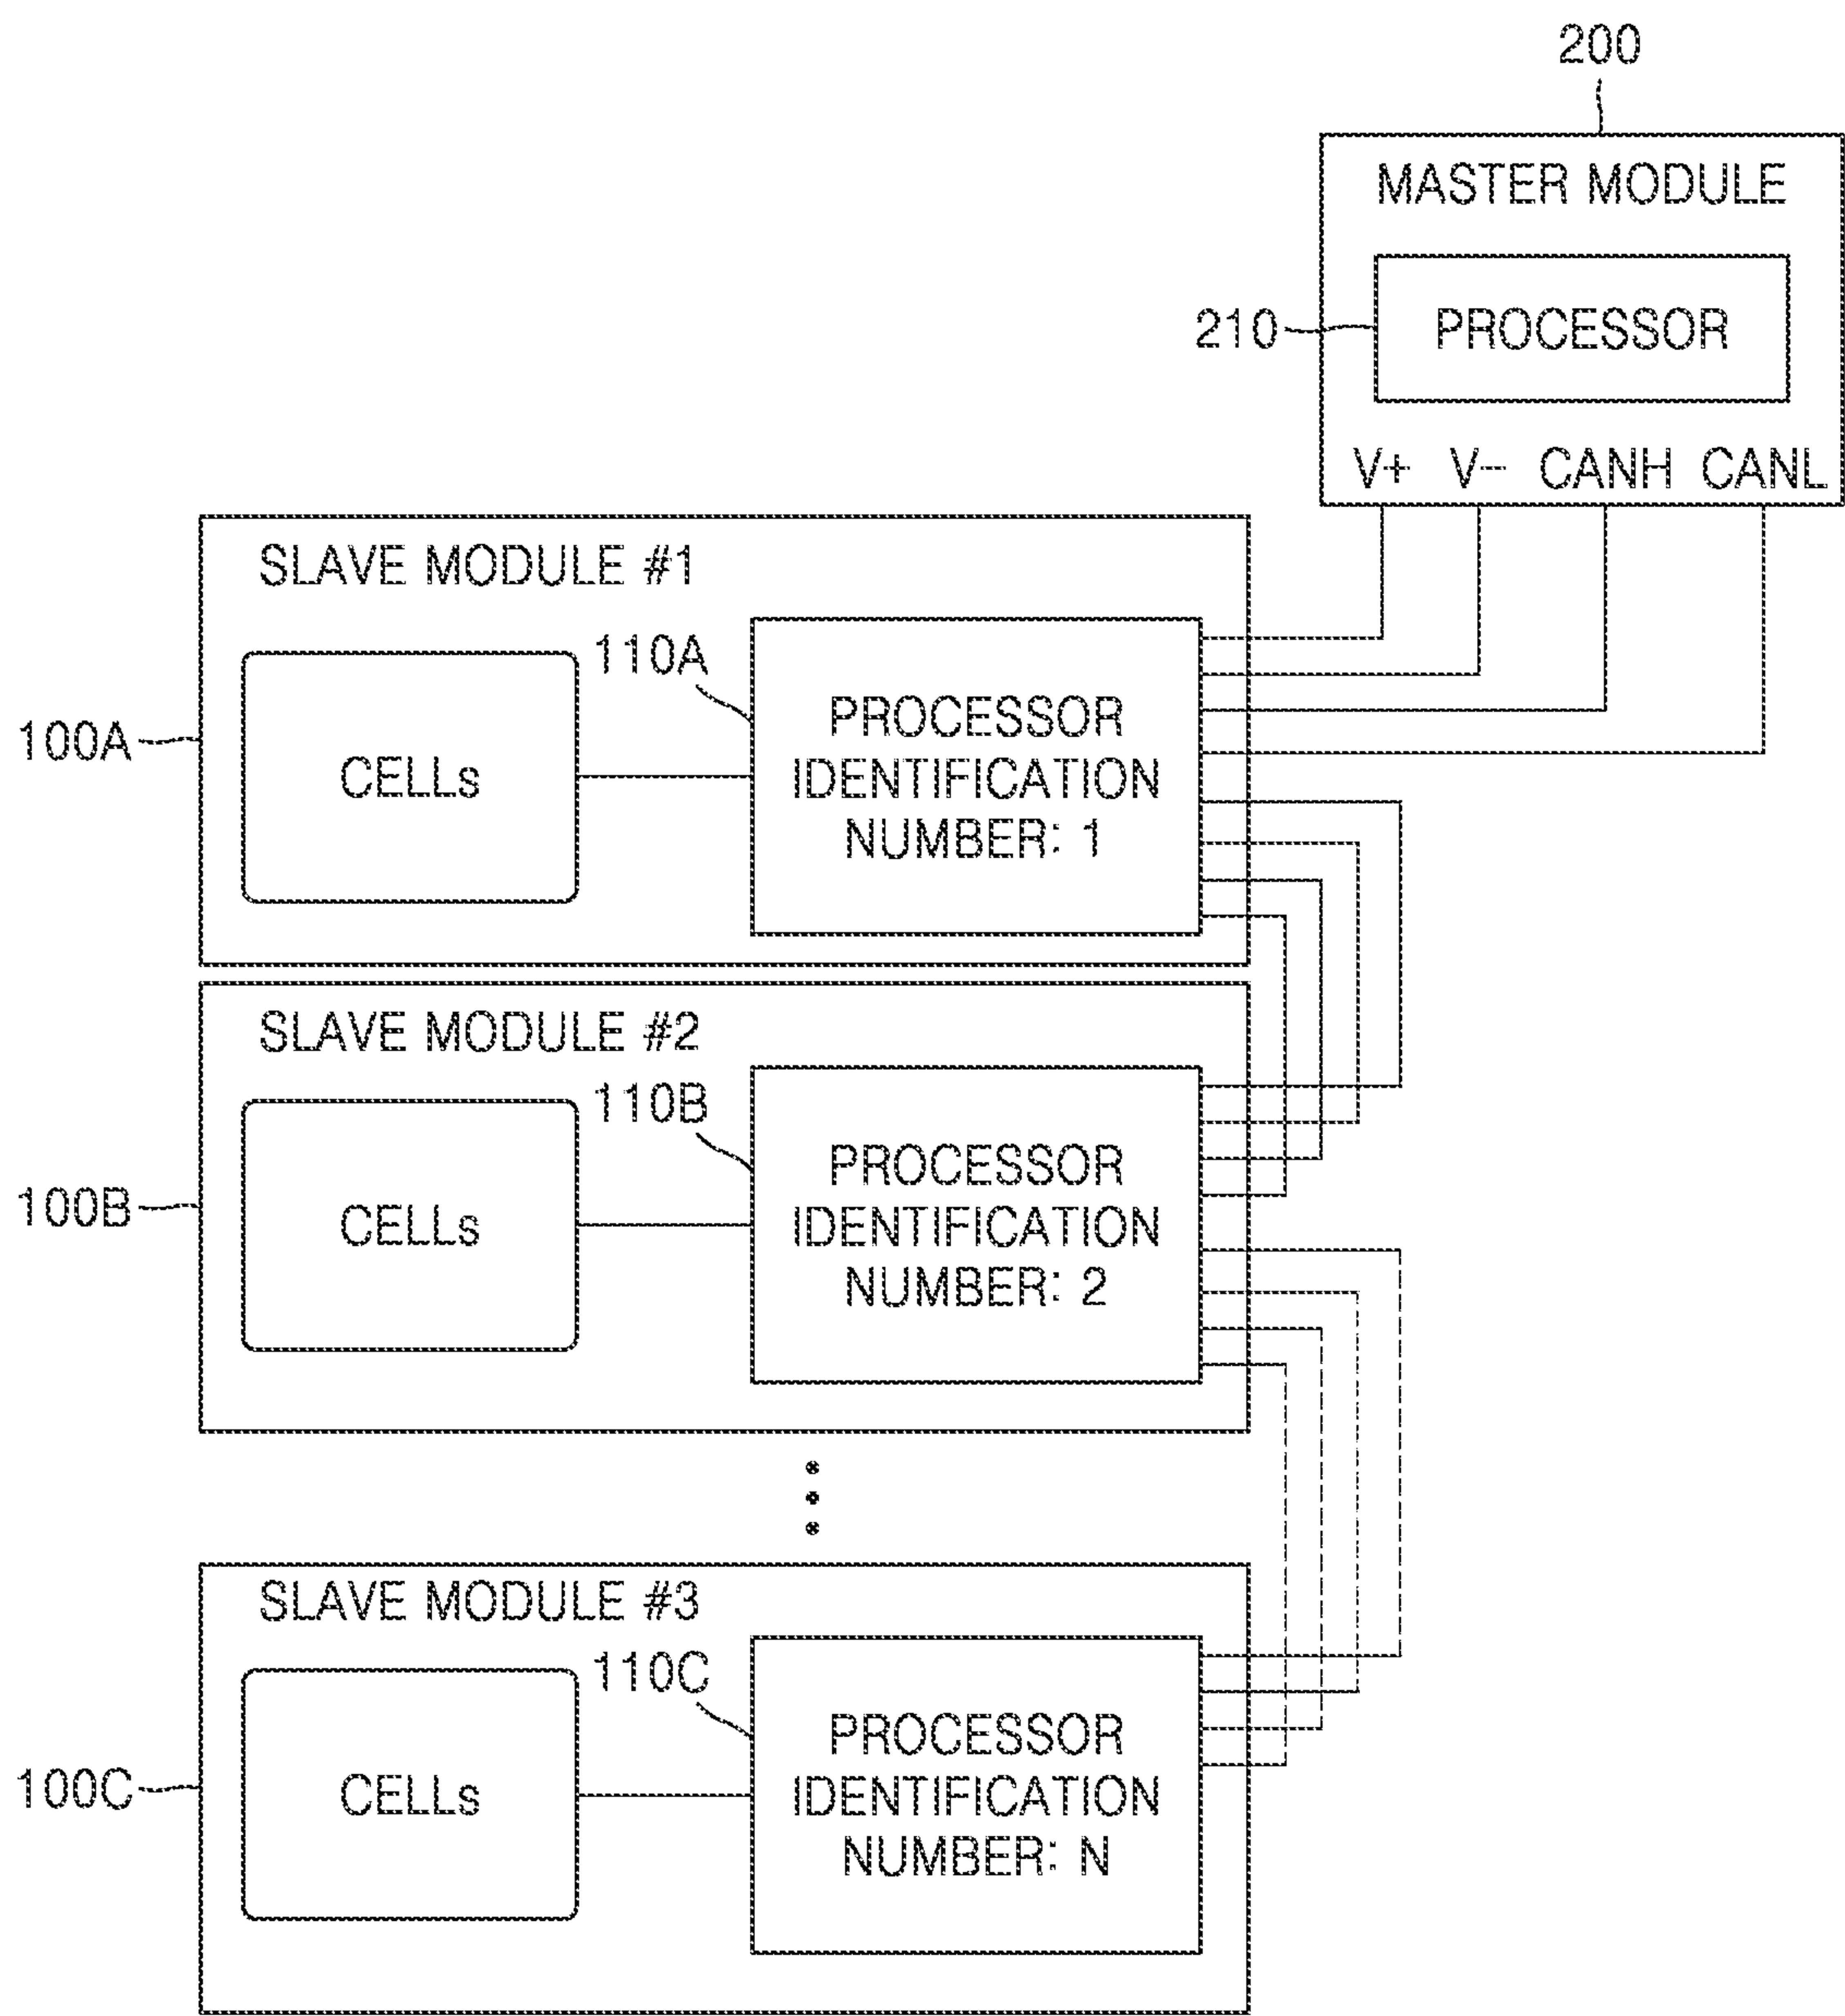 200
MASTER MODULE
210
PROCESSOR
V+ V- CANH CANL
SLAVE MODULE #1
110A
100A
CELLs
PROCESSOR
IDENTIFICATION
NUMBER: 1
SLAVE MODULE #2
110B
100B
CELLs
PROCESSOR
IDENTIFICATION
NUMBER: 2
SLAVE MODULE #3
110C
100C
CELLs
PROCESSOR
IDENTIFICATION
NUMBER: N